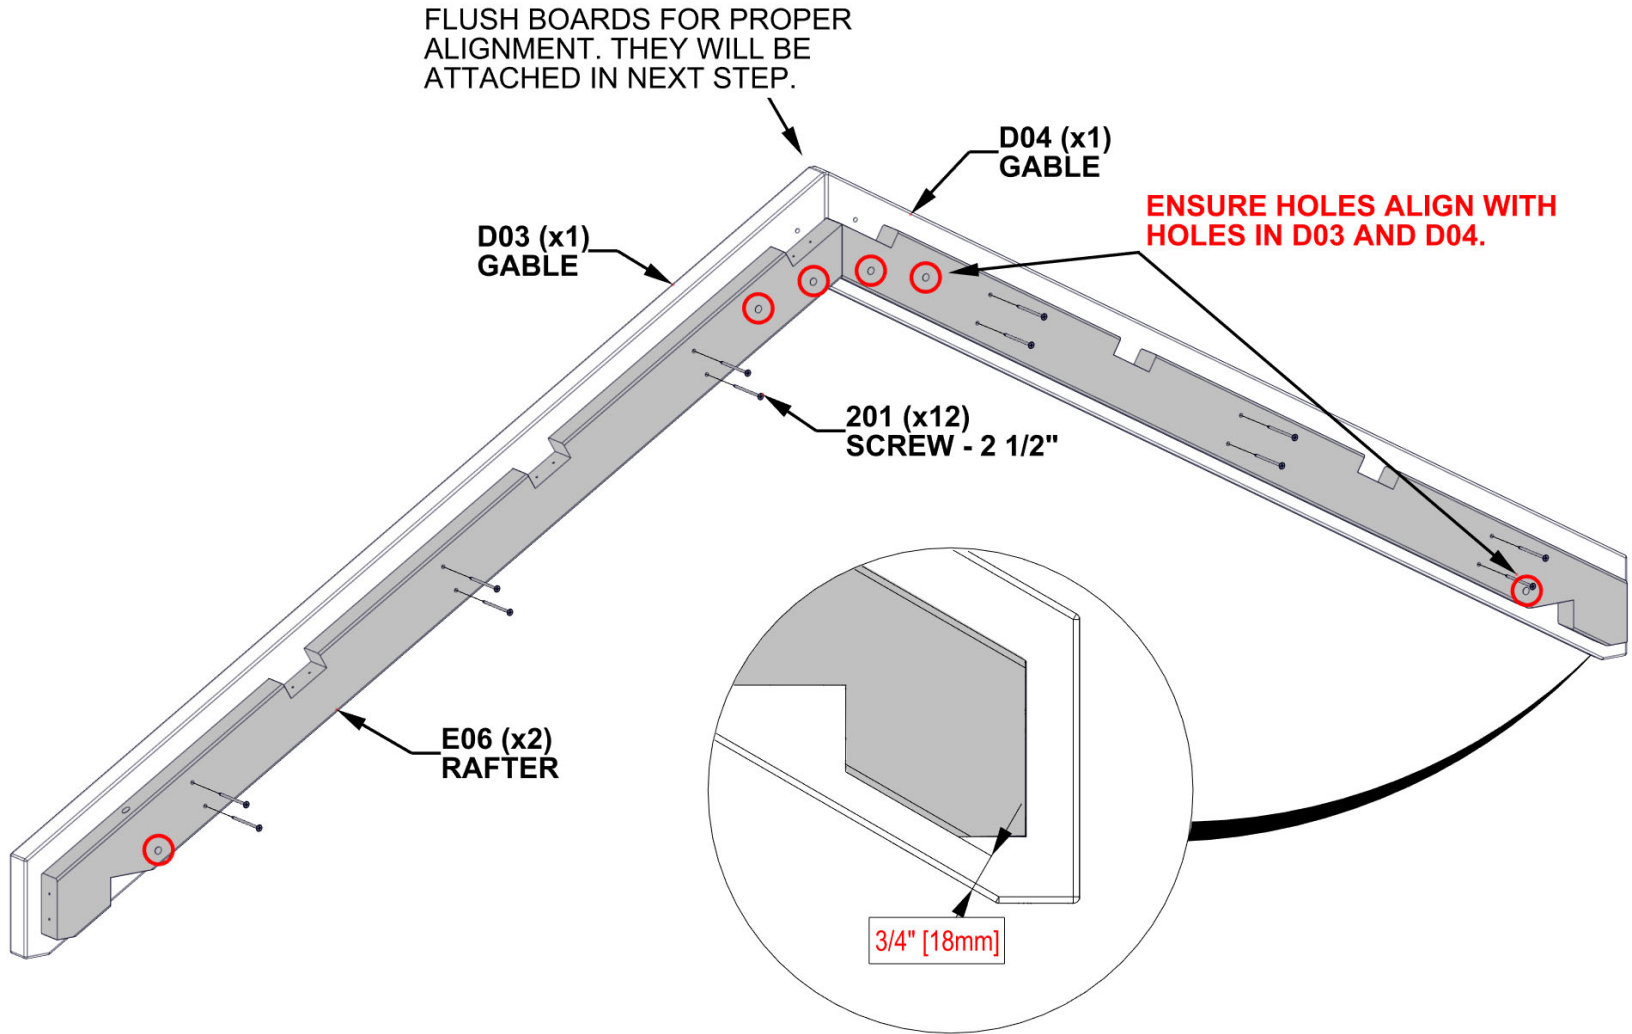 FLUSH BOARDS FOR PROPER
ALIGNMENT. THEY WILL BE
ATTACHED IN NEXT STEP.
D04 (x1)
GABLE
ENSURE HOLES ALIGN WITH
HOLES IN D03 AND D04.
D03 (x1)
GABLE
201 (x12)
SCREW - 2 1/2"
E06 (x2)
RAFTER
3/4" [18mm]